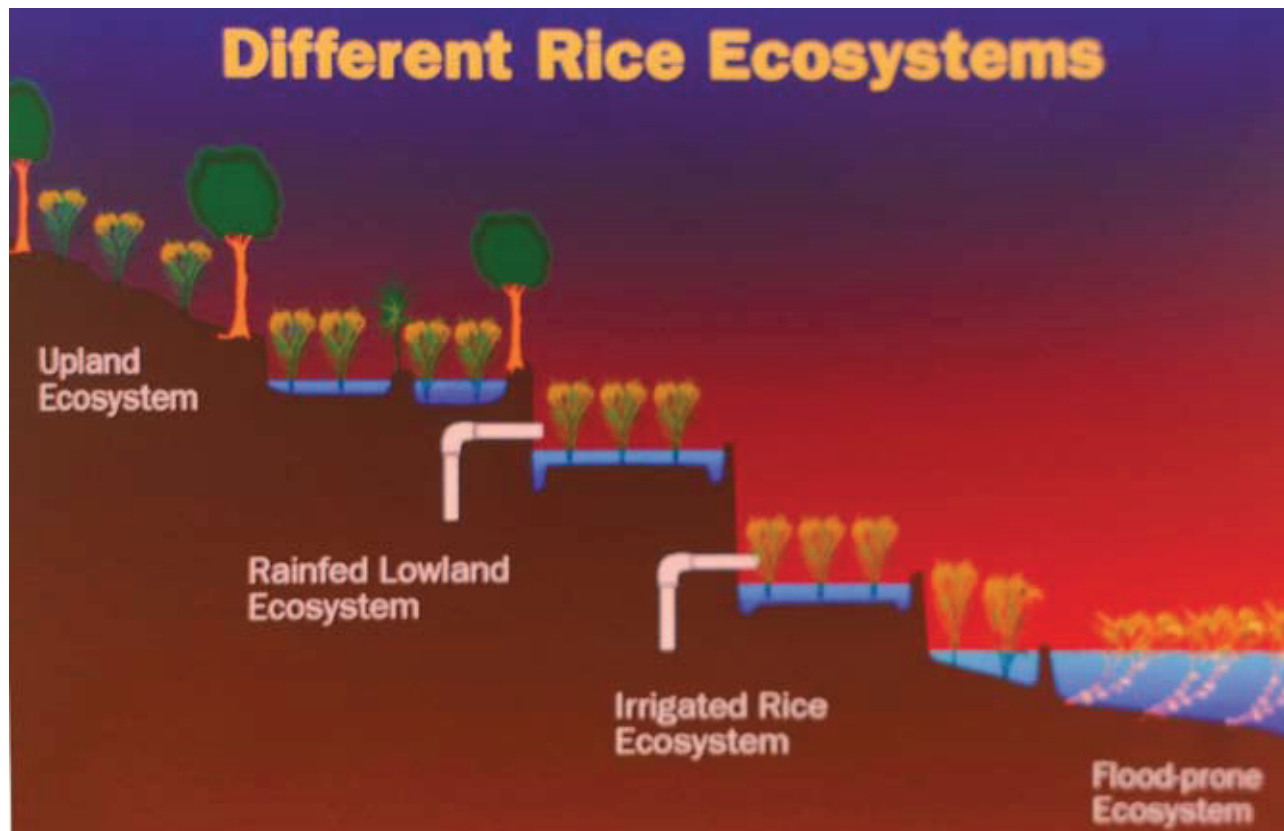 Different Rice Ecosystems
Upland
Ecosystem
Rainfed Lowland
Ecosystem
Irrigated Rice
Ecosystem
Flood-prone
Ecosystem